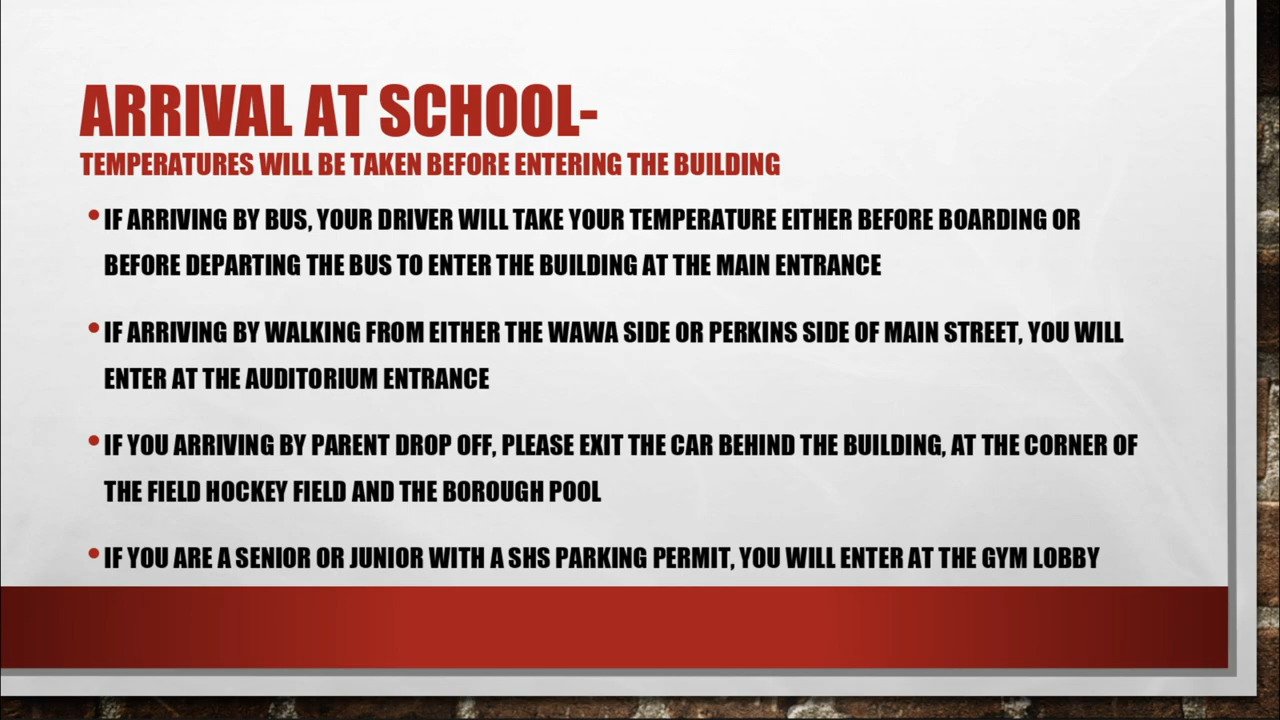 ARRIVAL AT SCHOOL-
TEMPERATURES WILL BE TAKEN BEFORE ENTERING THE BUILDING
•IF ARRIVING BY BUS, YOUR DRIVER WILL TAKE YOUR TEMPERATURE EITHER BEFORE BOARDING OR
BEFORE DEPARTING THE BUS TO ENTER THE BUILDING AT THE MAIN ENTRANCE
•IF ARRIVING BY WALKING FROM EITHER THE WAWA SIDE OR PERKINS SIDE OF MAIN STREET, YOU WILL
ENTER AT THE AUDITORIUM ENTRANCE
•IF YOU ARRIVING BY PARENT DROP OFF, PLEASE EXIT THE CAR BEHIND THE BUILDING, AT THE CORNER OF
THE FIELD HOCKEY FIELD AND THE BOROUGH POOL
•IF YOU ARE A SENIOR OR JUNIOR WITH A SHS PARKING PERMIT, YOU WILL ENTER AT THE GYM LOBBY